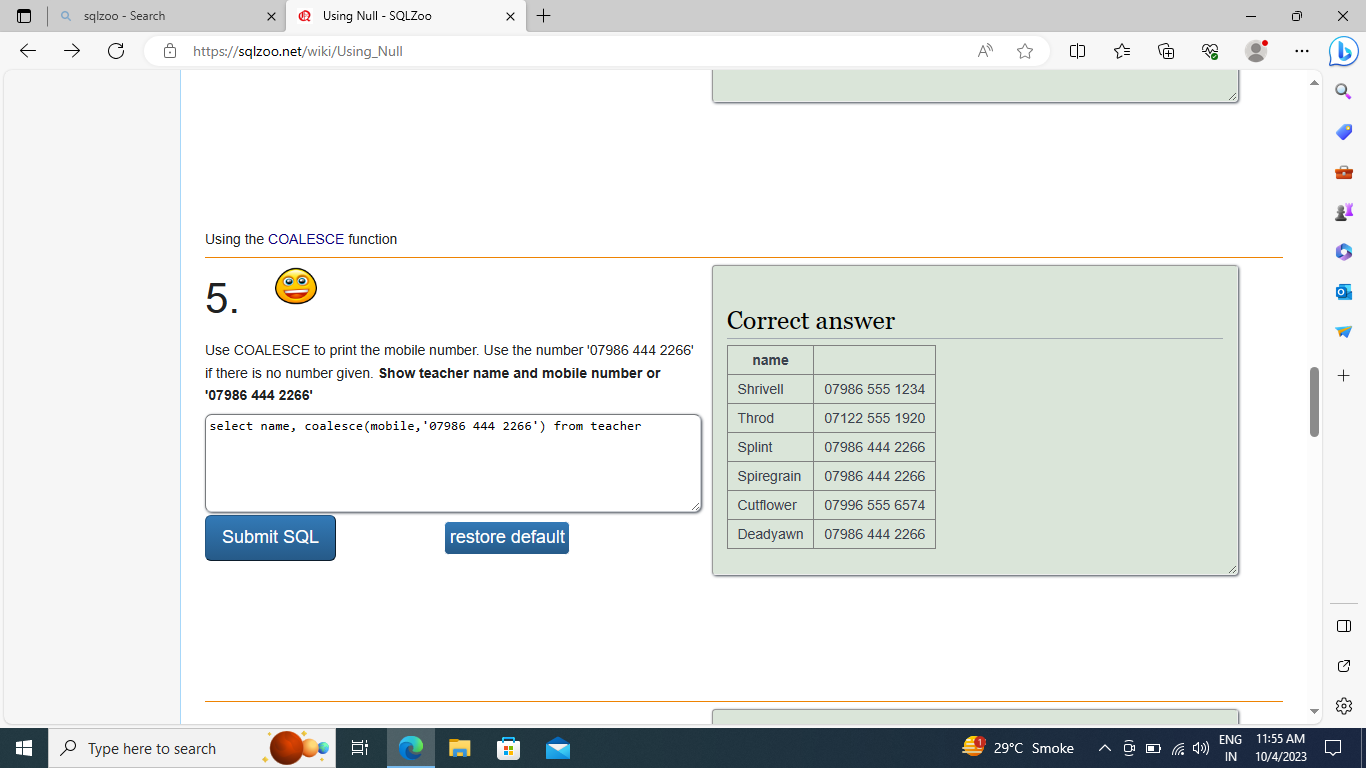 sqlzoo - Search
Using Null - SQLZoo
https://sqlzoo.net/wiki/Using_Null
Using the COALESCE function
5.
Use COALESCE to print the mobile number. Use the number '07986 444 2266'
if there is no number given. Show teacher name and mobile number or
'07986 444 2266'
select name, coalesce(mobile,'07986 444 2266') from teacher
Submit SQL
restore default
Correct answer
name
Shrivell 07986 555 1234
Throd 07122 555 1920
Splint 07986 444 2266
Spiregrain 07986 444 2266
Cutflower 07996 555 6574
Deadyawn 07986 444 2266
Type here to search
1
29°C Smoke
ENG
IN
11:55 AM
10/4/2023